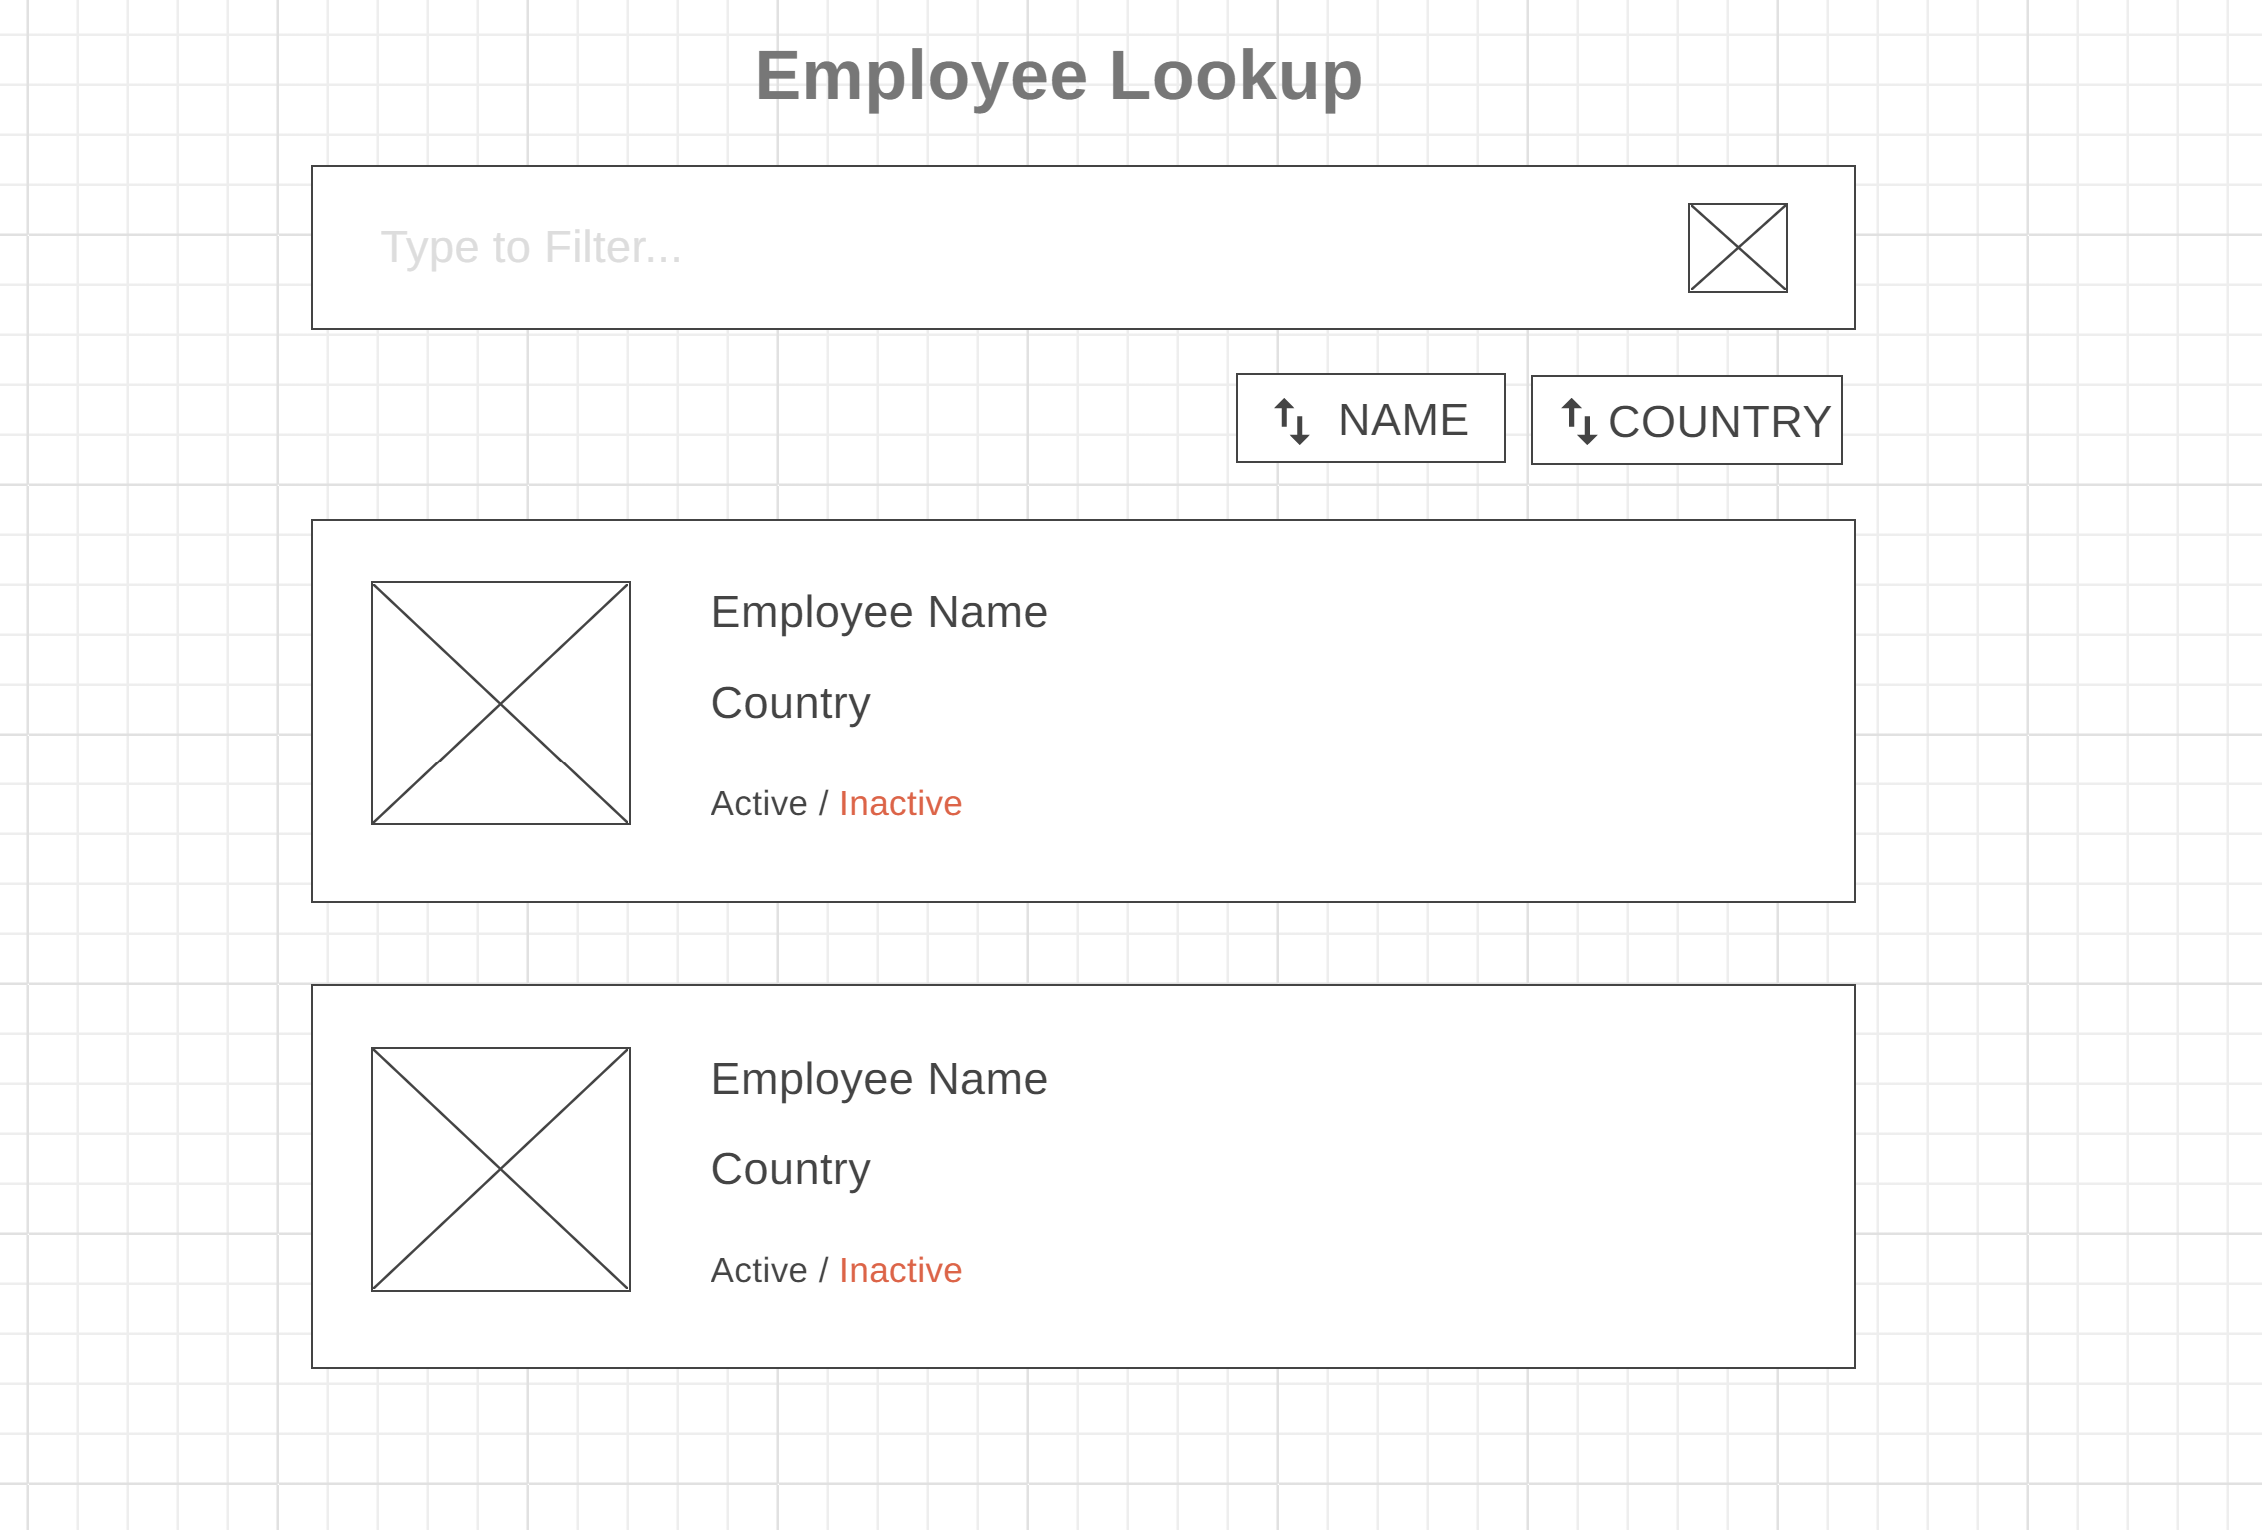 Employee Lookup
Type to Filter...
NAME
COUNTRY
Employee Name
Country
Active / Inactive
Employee Name
Country
Active / Inactive